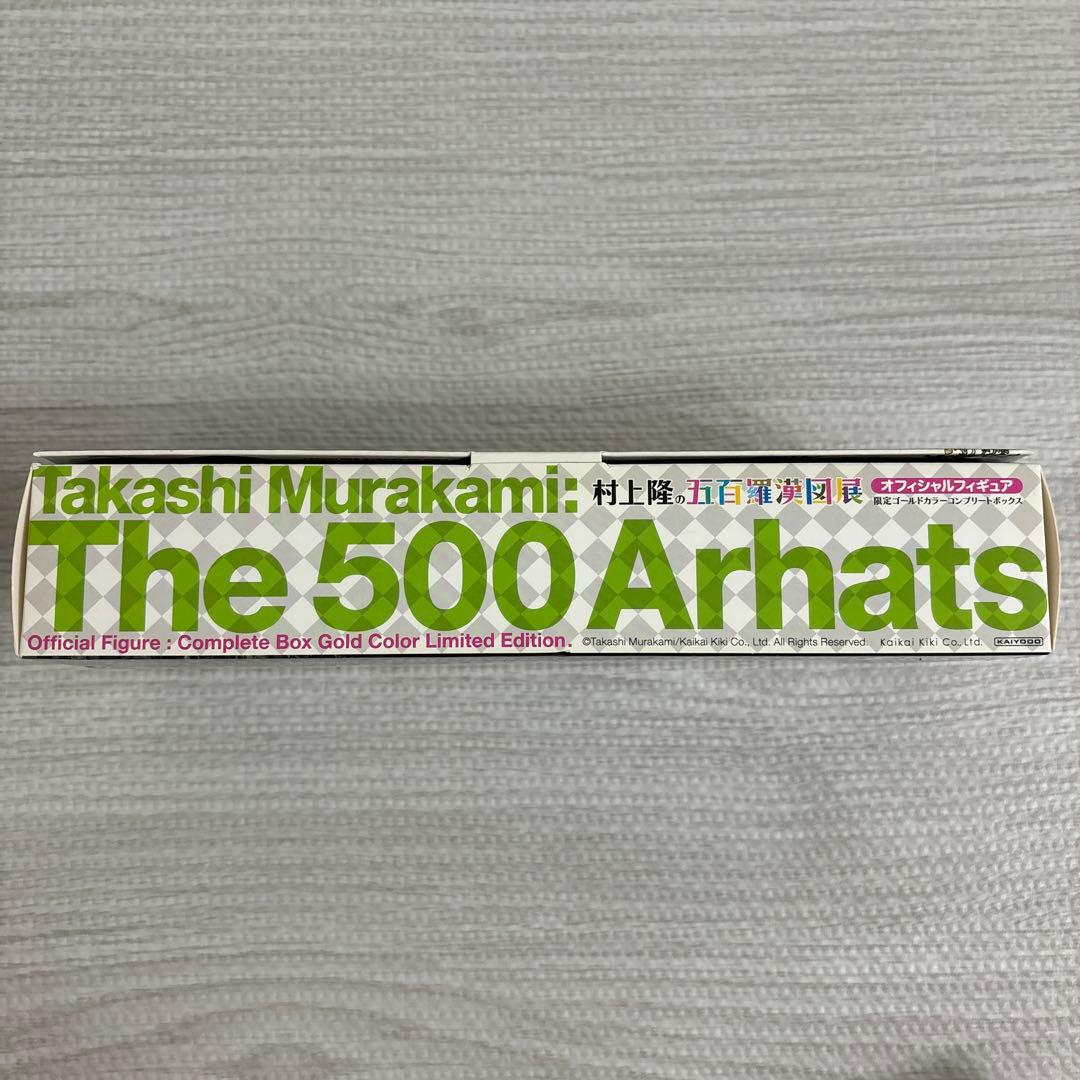 Takashi Murakami:
村上隆の五百羅漢図展
オフィシャルフィギュア
限定ゴールドカラーコンプリートボックス
The 500 Arhats
Official Figure : Complete Box Gold Color Limited Edition.
©Takashi Murakami/Kaikai Kiki Co., Ltd. All Rights Reserved.
Kaikai Kiki Co., Ltd.
KAIYODO